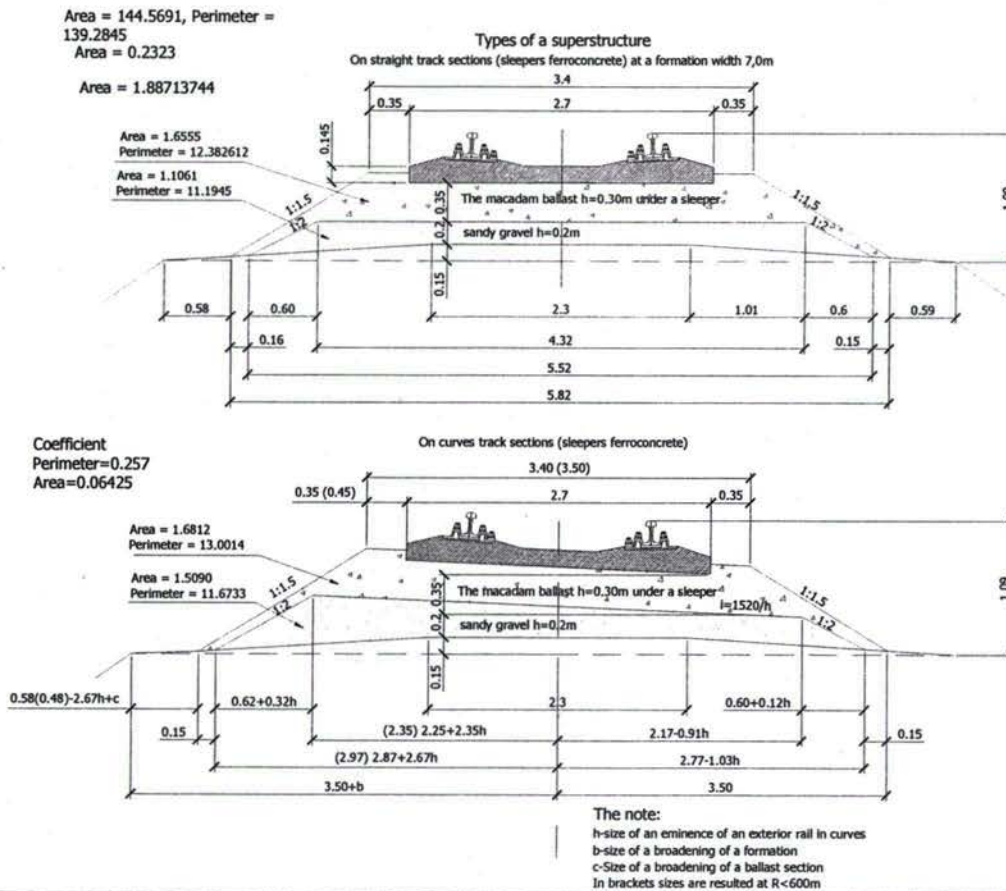 Area = 144.5691, Perimeter =
139.2845
Area = 0.2323
Area = 1.88713744
Types of a superstructure
On straight track sections (sleepers ferroconcrete) at a formation width 7,0m
3.4
0.35 2.7 0.35
Area = 1.6555
Perimeter = 12.382612
Area = 1.1061
Perimeter = 11.1945
0.145
1:1.5
1:2
0.35
The macadam ballast h=0.30m under a sleeper
1:1.5
1:2
0.2
sandy gravel h=0.2m
0.15
0.58 0.60 2.3 1.01 0.6 0.59
0.16 4.32 0.15
5.52
5.82
Coefficient
Perimeter=0.257
Area=0.06425
On curves track sections (sleepers ferroconcrete)
3.40 (3.50)
0.35 (0.45) 2.7 0.35
Area = 1.6812
Perimeter = 13.0014
Area = 1.5090
Perimeter = 11.6733
1:1.5
1:2
0.35
The macadam ballast h=0.30m under a sleeper
i=1520/h
1:1.5
1:2
0.2
sandy gravel h=0.2m
0.15
0.58(0.48)-2.67h+c 0.62+0.32h 2.3 0.60+0.12h
0.15 (2.35) 2.25+2.35h 2.17-0.91h 0.15
(2.97) 2.87+2.67h 2.77-1.03h
3.50+b 3.50
The note:
h-size of an eminence of an exterior rail in curves
b-size of a broadening of a formation
c-Size of a broadening of a ballast section
In brackets sizes are resulted at R<600m